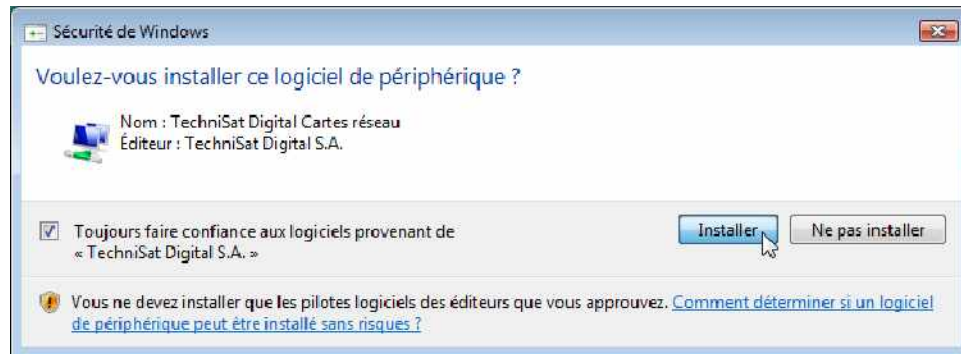 Sécurité de Windows
Voulez-vous installer ce logiciel de périphérique ?
Nom : TechniSat Digital Cartes réseau
Éditeur : TechniSat Digital S.A.
Toujours faire confiance aux logiciels provenant de
« TechniSat Digital S.A. »
Installer
Ne pas installer
Vous ne devez installer que les pilotes logiciels des éditeurs que vous approuvez. Comment déterminer si un logiciel
de périphérique peut être installé sans risques ?